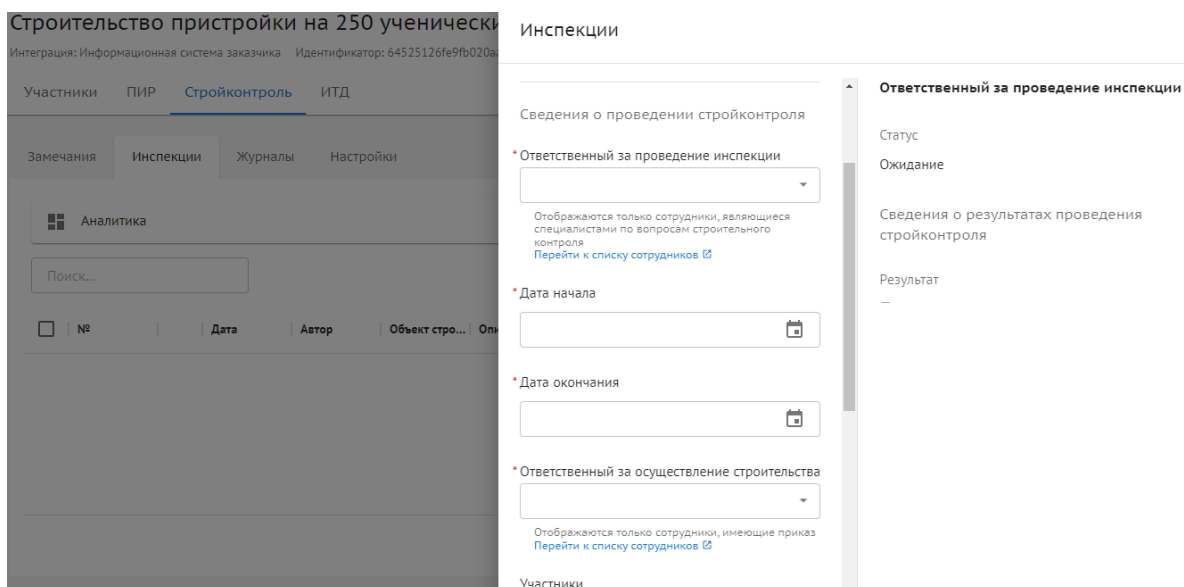 Строительство пристройки на 250 ученически
Интеграция: Информационная система заказчика Идентификатор: 64525126fe9fb020a
Участники ПИР Стройконтроль ИТД
Замечания Инспекции Журналы Настройки
Аналитика
Поиск...
№ Дата Автор Объект стро... Опи
Инспекции
Сведения о проведении стройконтроля
* Ответственный за проведение инспекции
Отображаются только сотрудники, являющиеся
специалистами по вопросам строительного
контроля
Перейти к списку сотрудников
* Дата начала
* Дата окончания
* Ответственный за осуществление строительства
Отображаются только сотрудники, имеющие приказ
Перейти к списку сотрудников
Участники
Ответственный за проведение инспекции
Статус
Ожидание
Сведения о результатах проведения
стройконтроля
Результат